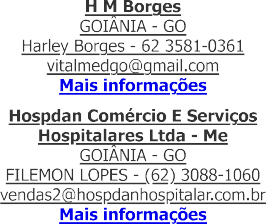 H M Borges
GOIÂNIA - GO
Harley Borges - 62 3581-0361
vitalmedgo@gmail.com
Mais informações
Hospdan Comércio E Serviços
Hospitalares Ltda - Me
GOIÂNIA - GO
FILEMON LOPES - (62) 3088-1060
vendas2@hospdanhospitalar.com.br
Mais informações